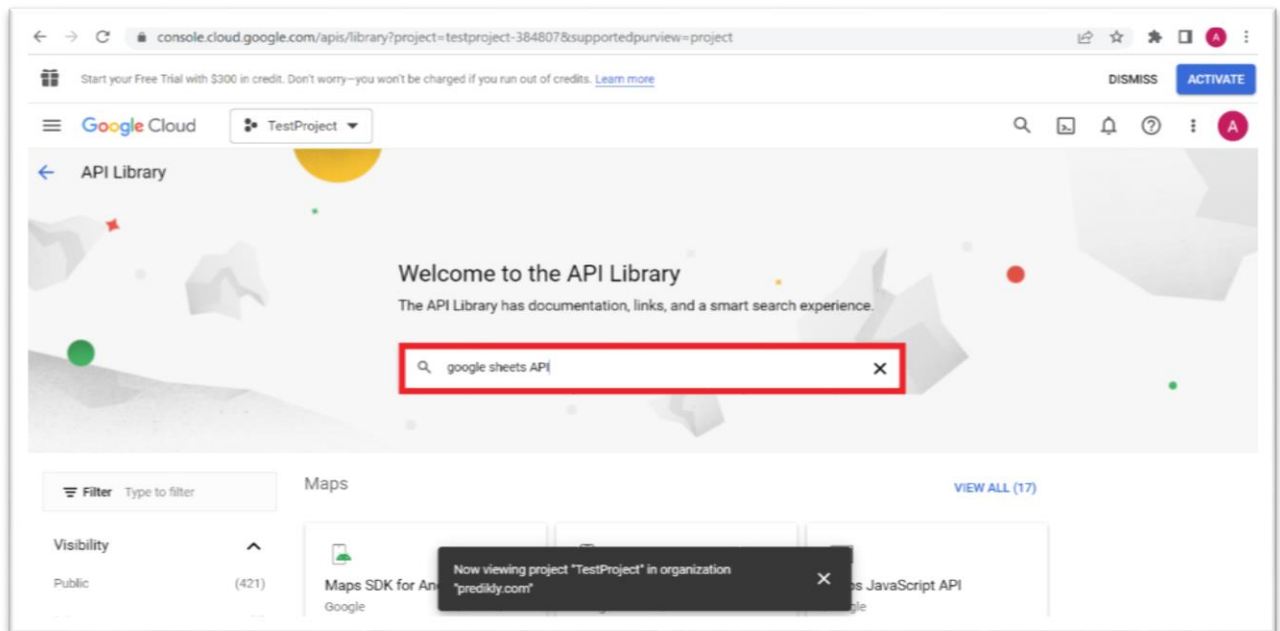 console.cloud.google.com/apis/library?project=testproject-384807&supportedpurview=project
A
Start your Free Trial with $300 in credit. Don't worry—you won't be charged if you run out of credits. Learn more
DISMISS
ACTIVATE
Google Cloud
TestProject
A
API Library
Welcome to the API Library
The API Library has documentation, links, and a smart search experience.
google sheets API
Filter Type to filter
Maps
VIEW ALL (17)
Visibility
Public (421)
Maps SDK for
JavaScript API
Google
Now viewing project "TestProject" in organization
"predikly.com"